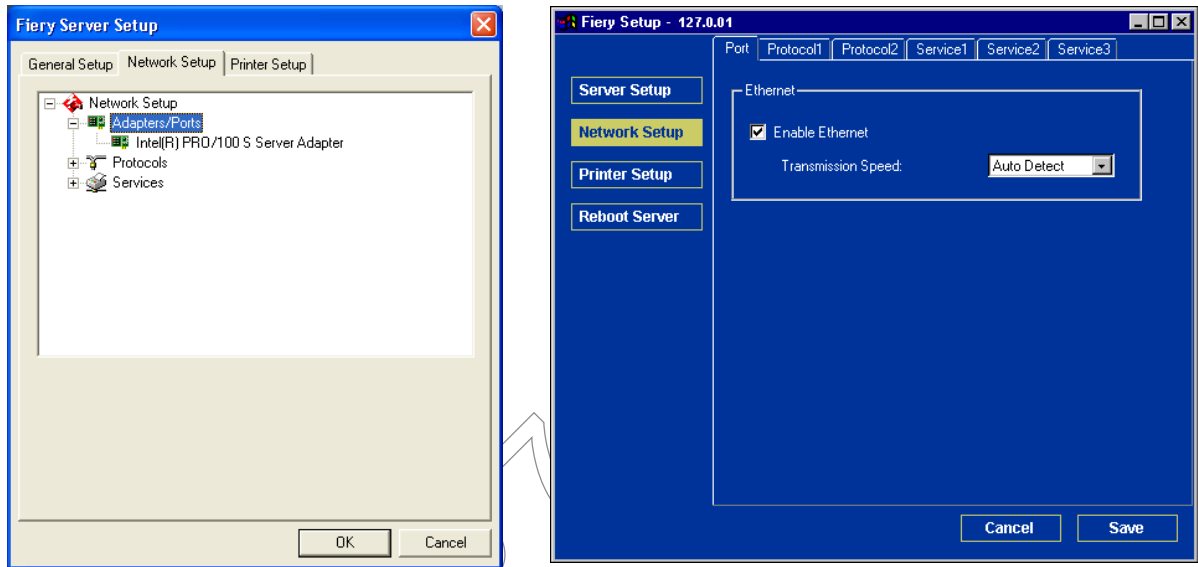 Fiery Server Setup
General Setup Network Setup Printer Setup
Network Setup
Adapters/Ports
Intel(R) PRO/100 S Server Adapter
Protocols
Services
OK Cancel
Fiery Setup - 127.0.01
Port Protocol1 Protocol2 Service1 Service2 Service3
Server Setup
Network Setup
Printer Setup
Reboot Server
Ethernet
Enable Ethernet
Transmission Speed: Auto Detect
Cancel Save